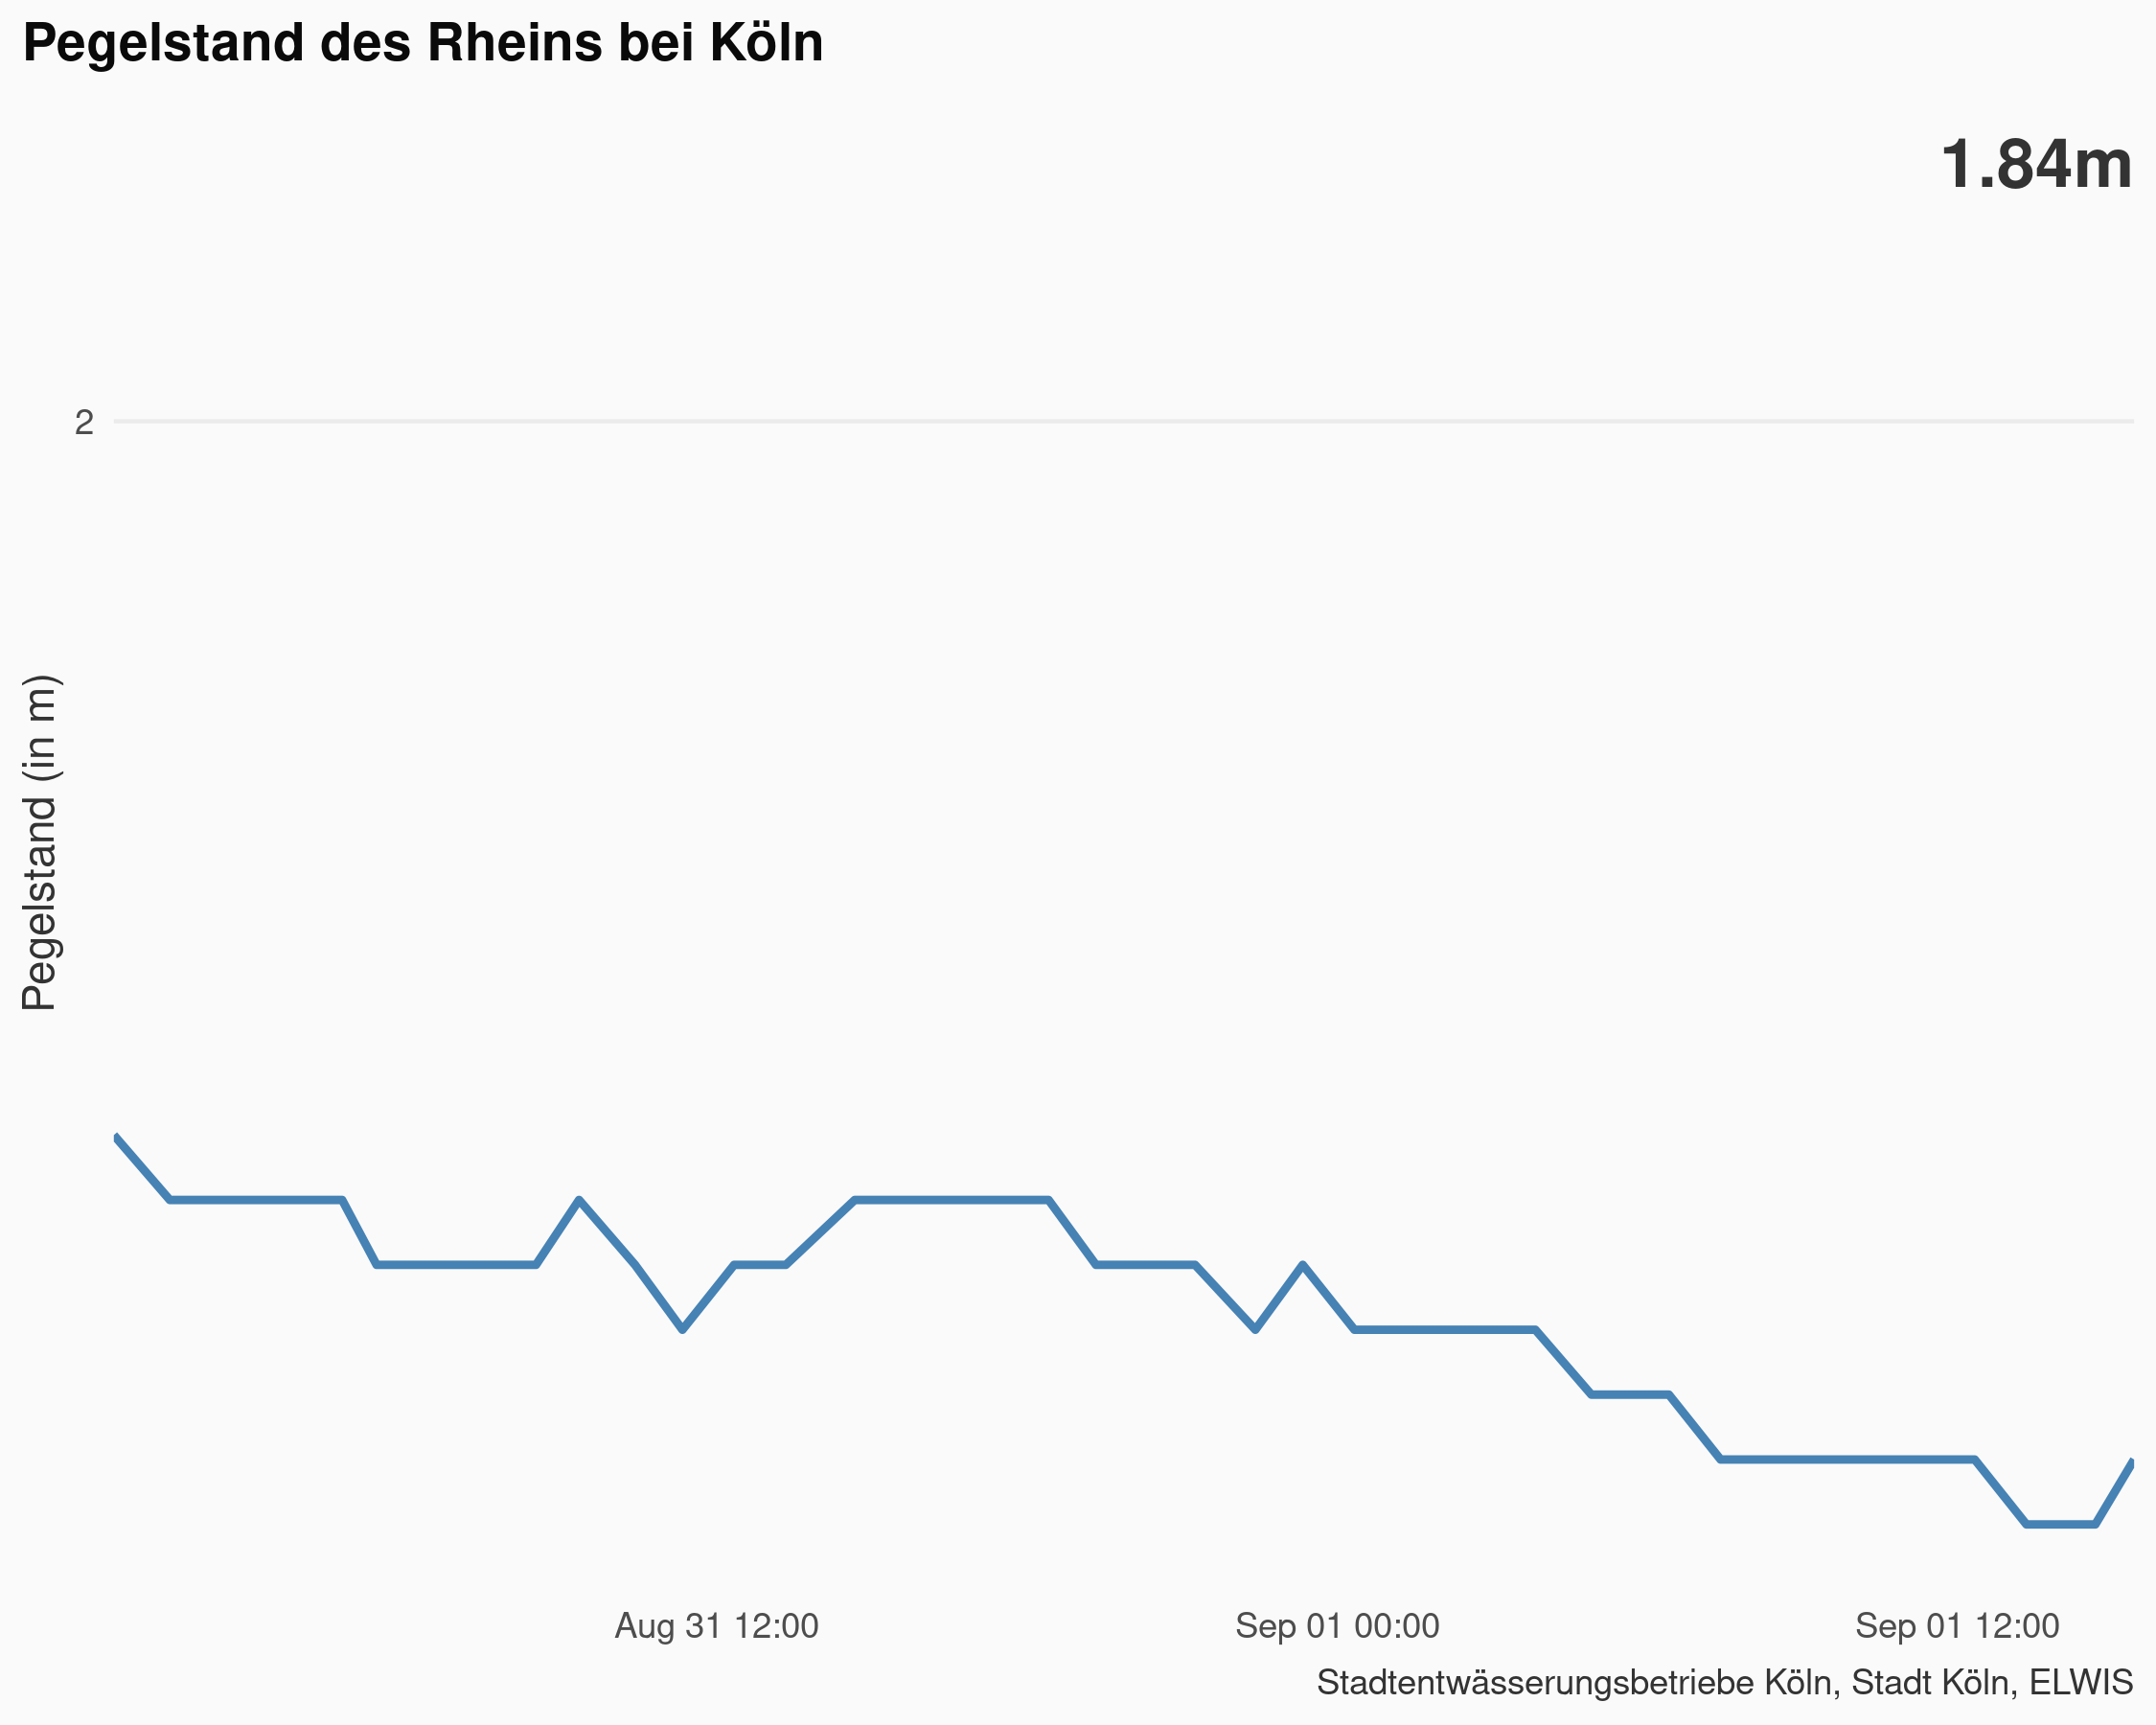 Pegelstand des Rheins bei Köln
1.84m
2
Pegelstand (in m)
Aug 31 12:00
Sep 01 00:00
Sep 01 12:00
Stadtentwässerungsbetriebe Köln, Stadt Köln, ELWIS